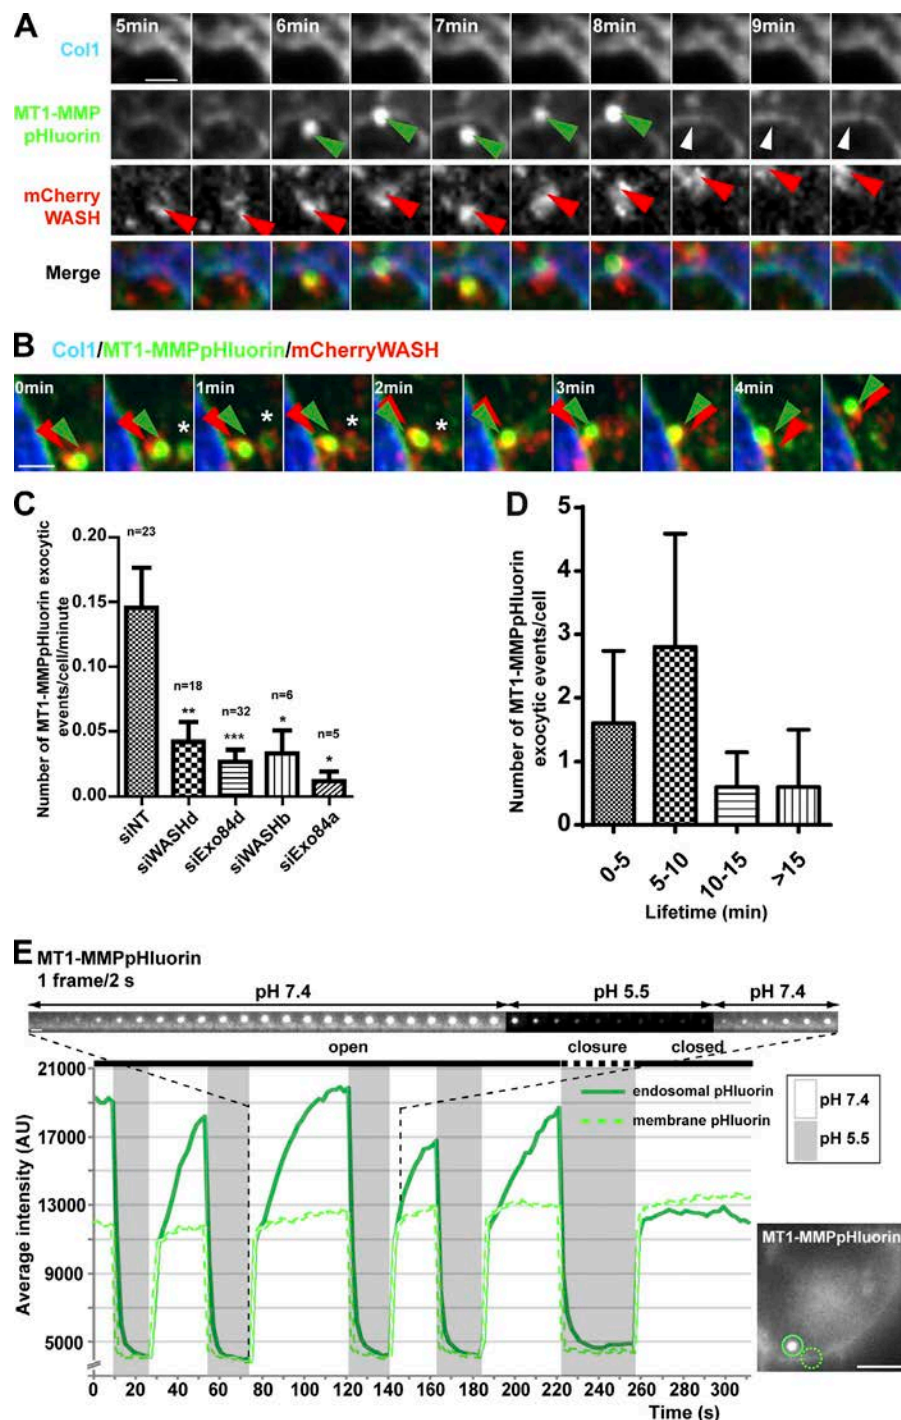 A
5min 6min 7min 8min 9min
Col1
MT1-MMP
pHluorin
mCherry
WASH
Merge
B Col1/MT1-MMPpHluorin/mCherryWASH
0min 1min 2min 3min 4min
* * * * *
C
Number of MT1-MMPpHluorin exocytic
events/cell/minute
0.20
0.15
0.10
0.05
0.00
n=23
n=18
**
n=32
***
n=6
*
n=5
*
siNT
siWASHd
siExo84d
siWASHb
siExo84a
D
Number of MT1-MMPpHluorin
exocytic events/cell
5
4
3
2
1
0
0-5
5-10
10-15
>15
Lifetime (min)
E MT1-MMPpHluorin
1 frame/2 s
pH 7.4 pH 5.5 pH 7.4
open closure closed
Average intensity (AU)
21000
17000
13000
9000
5000
endosomal pHluorin
membrane pHluorin
pH 7.4
pH 5.5
MT1-MMPpHluorin
0 20 40 60 80 100 120 140 160 180 200 220 240 260 280 300
Time (s)